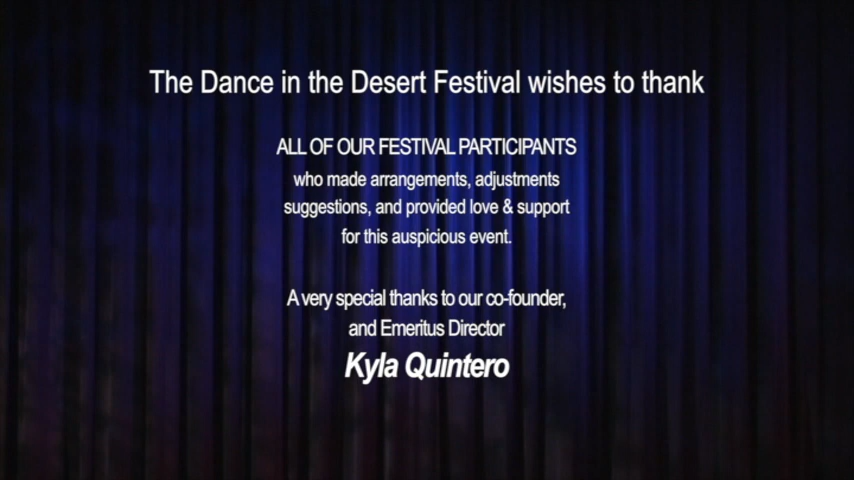 The Dance in the Desert Festival wishes to thank
ALL OF OUR FESTIVAL PARTICIPANTS
who made arrangements, adjustments
suggestions, and provided love & support
for this auspicious event.
A very special thanks to our co-founder,
and Emeritus Director
Kyla Quintero